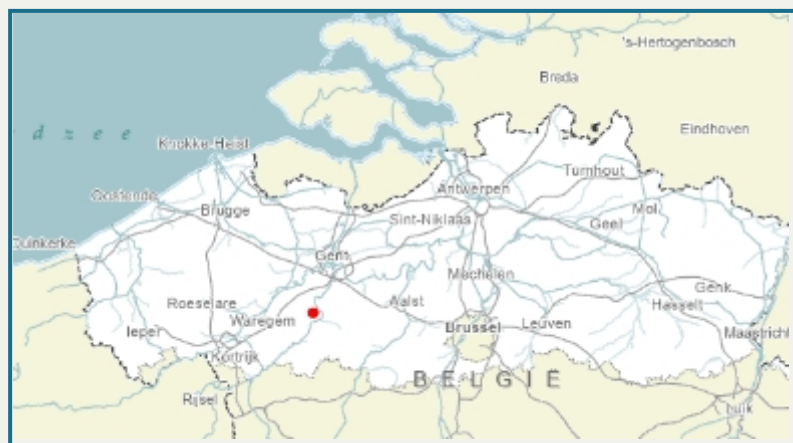 's-Hertogenbosch
Breda
d z e e
Eindhoven
Knokke-Heist
Turnhout
Antwerpen
Oostende
Brugge
Mol
Sint-Niklaas
Geel
Duinkerke
Gent
Mechelen
Genk
Roeselare
Aalst
Hasselt
Waregem
Ieper
Brussel
Leuven
Maastricht
Kortrijk
BELGIË
Rijsel
Luik